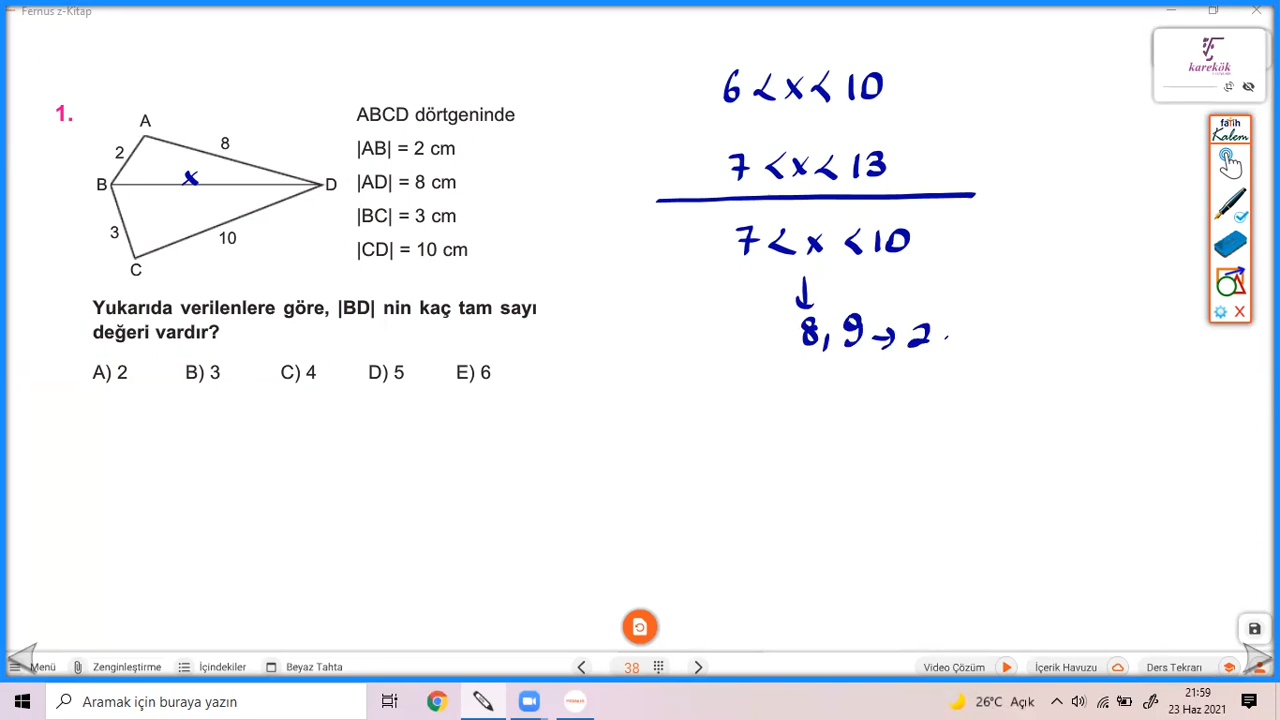 Fernus z-Kitap
karekök
fatih
Kalem
1.
A
2
8
B
x
D
3
10
C
ABCD dörtgeninde
|AB| = 2 cm
|AD| = 8 cm
|BC| = 3 cm
|CD| = 10 cm
Yukarıda verilenlere göre, |BD| nin kaç tam sayı
değeri vardır?
A) 2 B) 3 C) 4 D) 5 E) 6
6 < x < 10
7 < x < 13
7 < x < 10
↓
8, 9 → 2
Menü Zenginleştirme İçindekiler Beyaz Tahta 38 Video Çözüm İçerik Havuzu Ders Tekrarı
Aramak için buraya yazın
26°C Açık
21:59
23 Haz 2021